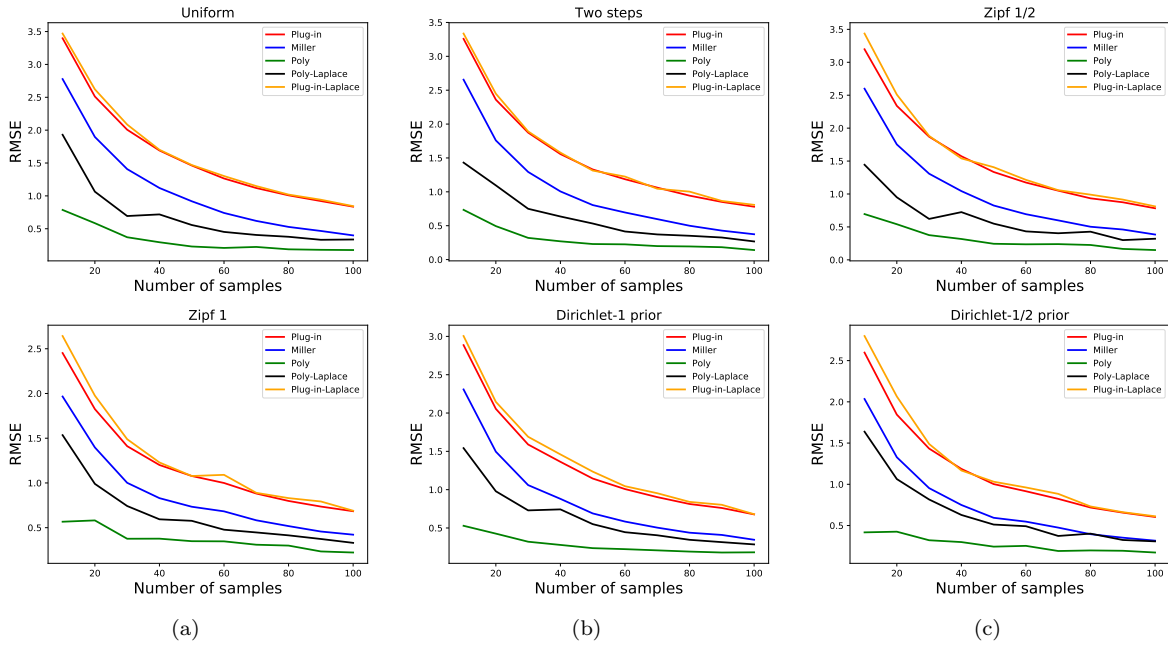 Uniform
3.5
3.0
2.5
2.0
1.5
1.0
0.5
RMSE
Plug-in
Miller
Poly
Poly-Laplace
Plug-in-Laplace
20 40 60 80 100
Number of samples
Two steps
3.5
3.0
2.5
2.0
1.5
1.0
0.5
0.0
RMSE
Plug-in
Miller
Poly
Poly-Laplace
Plug-in-Laplace
20 40 60 80 100
Number of samples
Zipf 1/2
3.5
3.0
2.5
2.0
1.5
1.0
0.5
0.0
RMSE
Plug-in
Miller
Poly
Poly-Laplace
Plug-in-Laplace
20 40 60 80 100
Number of samples
Zipf 1
2.5
2.0
1.5
1.0
0.5
RMSE
Plug-in
Miller
Poly
Poly-Laplace
Plug-in-Laplace
20 40 60 80 100
Number of samples
(a)
Dirichlet-1 prior
3.0
2.5
2.0
1.5
1.0
0.5
RMSE
Plug-in
Miller
Poly
Poly-Laplace
Plug-in-Laplace
20 40 60 80 100
Number of samples
(b)
Dirichlet-1/2 prior
2.5
2.0
1.5
1.0
0.5
RMSE
Plug-in
Miller
Poly
Poly-Laplace
Plug-in-Laplace
20 40 60 80 100
Number of samples
(c)